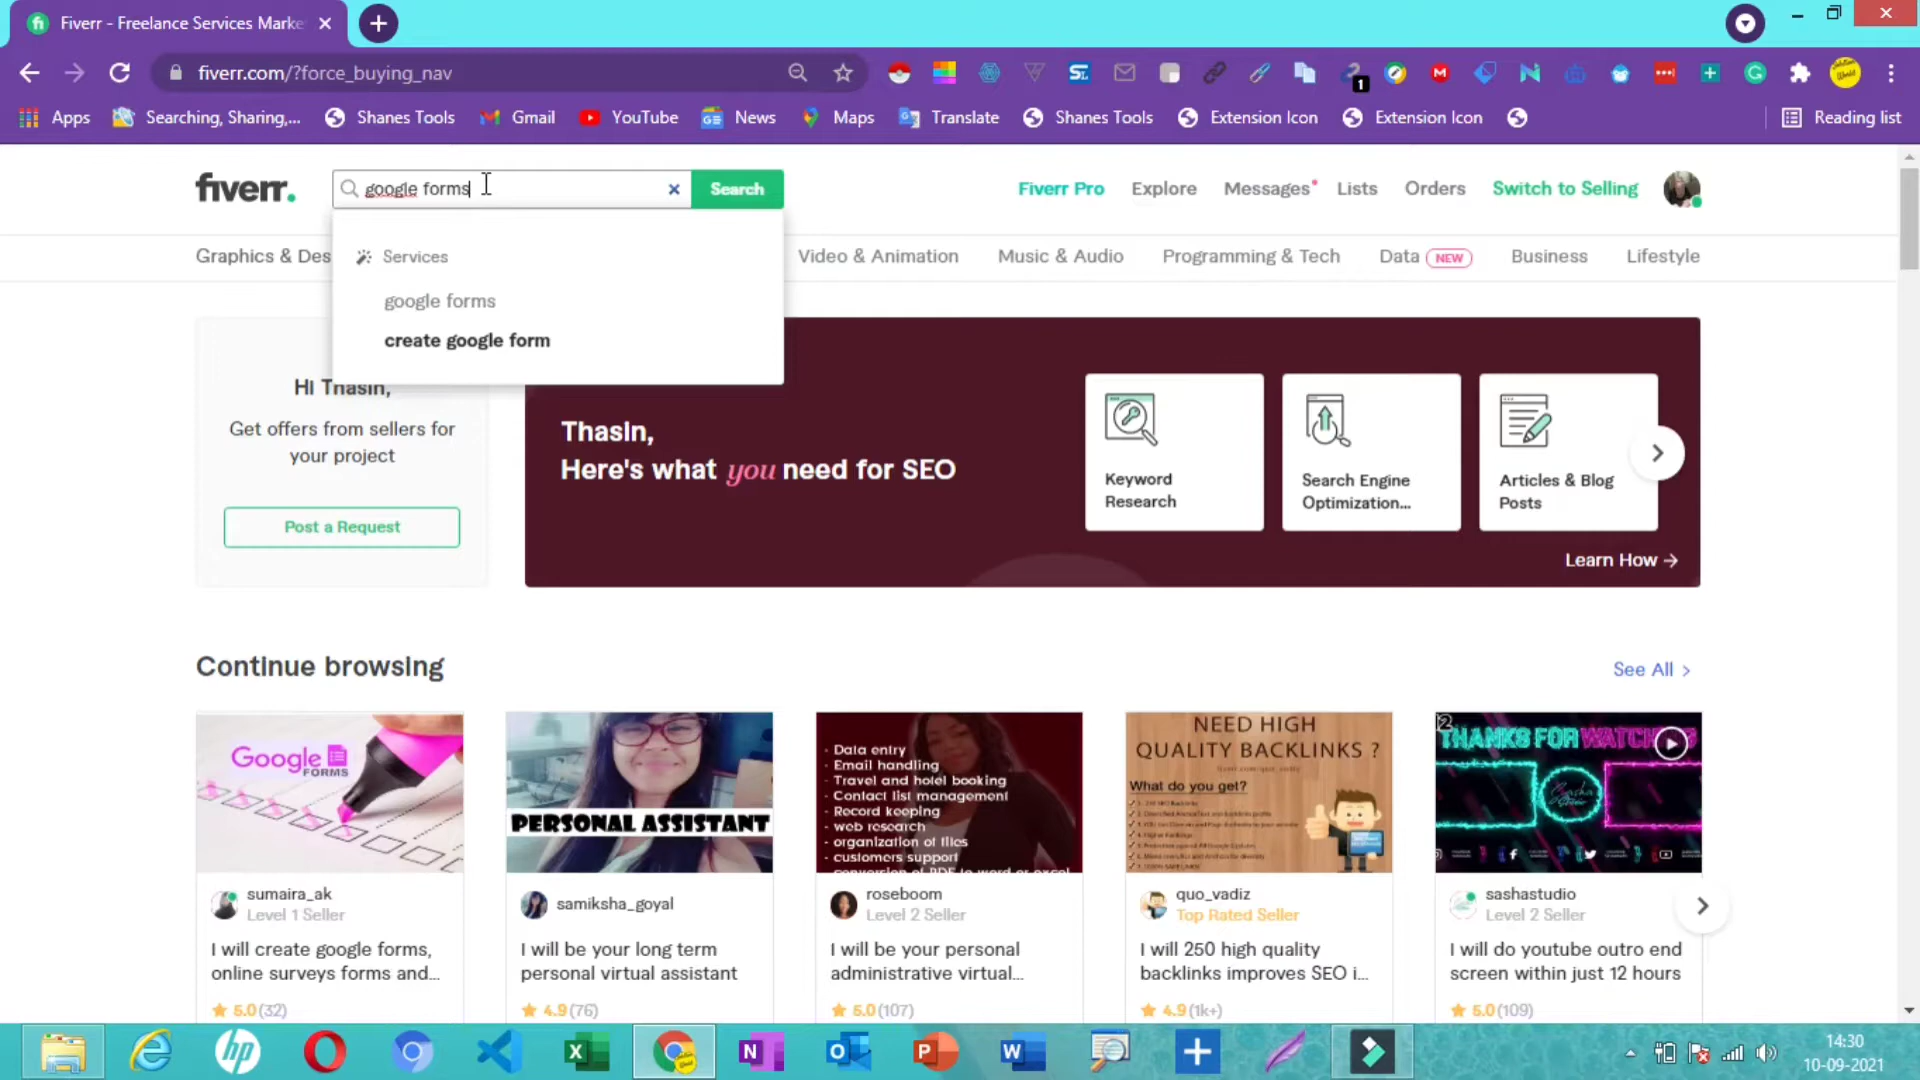 Fiverr - Freelance Services Marke
fiverr.com/?force_buying_nav
1
Apps
Searching, Sharing,...
Shanes Tools
Gmail
YouTube
News
Maps
Translate
Shanes Tools
Extension Icon
Extension Icon
Reading list
fiverr.
google forms
Search
Fiverr Pro
Explore
Messages
Lists
Orders
Switch to Selling
Graphics & Des
Video & Animation
Music & Audio
Programming & Tech
Data NEW
Business
Lifestyle
Services
google forms
create google form
Hi Thasin,
Get offers from sellers for
your project
Post a Request
Thasin,
Here's what you need for SEO
Keyword
Research
Search Engine
Optimization...
Articles & Blog
Posts
Learn How →
Continue browsing
See All >
Google
FORMS
PERSONAL ASSISTANT
- Data entry
- Email handling
- Travel and hotel booking
- Contact list management
- Record keeping
- web research
- organization of files
- customers support
- conversion of PDF to word or excel
NEED HIGH
QUALITY BACKLINKS ?
What do you get?
THANKS FOR WATCHING
sumaira_ak
Level 1 Seller
samiksha_goyal
roseboom
Level 2 Seller
quo_vadiz
Top Rated Seller
sashastudio
Level 2 Seller
I will create google forms,
online surveys forms and...
I will be your long term
personal virtual assistant
I will be your personal
administrative virtual...
I will 250 high quality
backlinks improves SEO i...
I will do youtube outro end
screen within just 12 hours
5.0(32)
4.9(76)
5.0(107)
4.9(1k+)
5.0(109)
14:30
10-09-2021